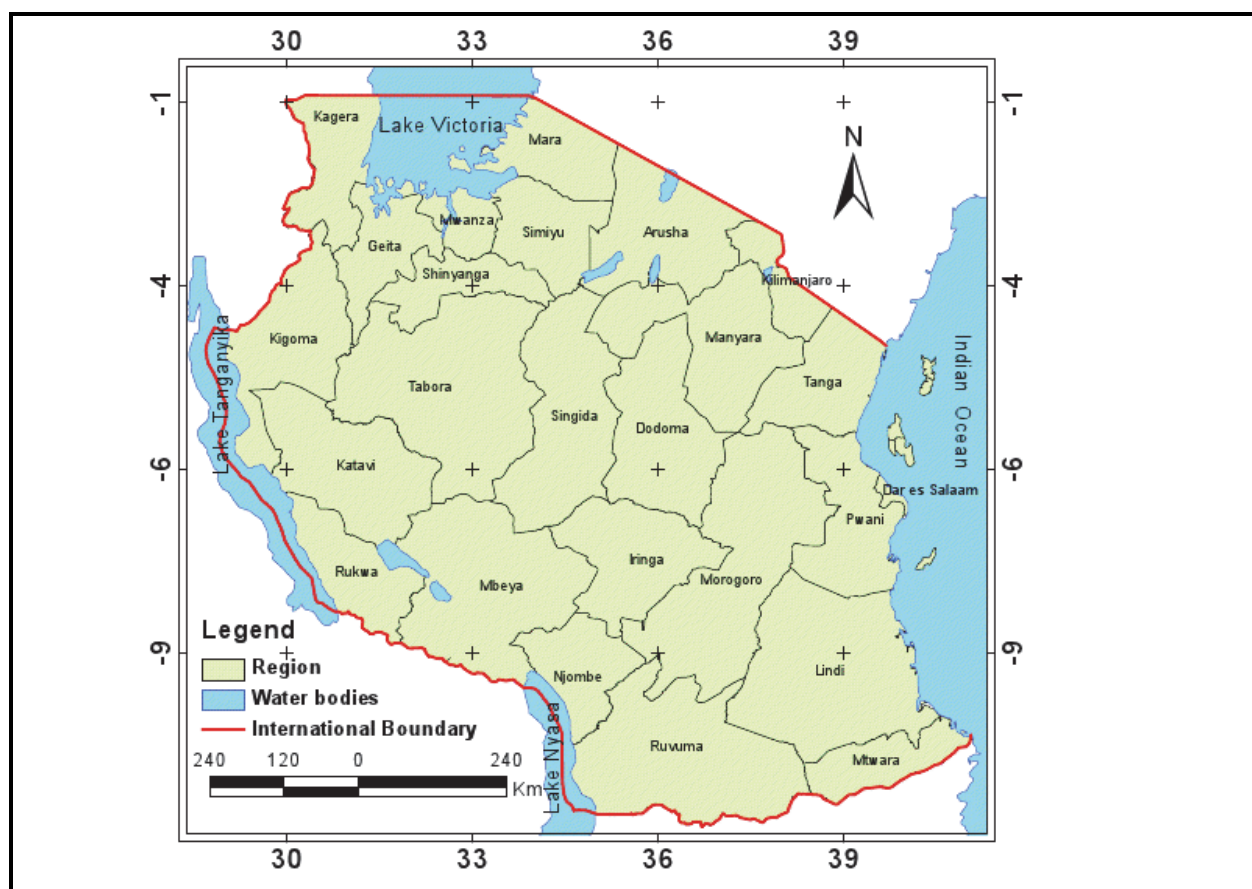 30 33 36 39
-1 -1
Kagera
Lake Victoria
Mara
N
Mwanza
Geita
Simiyu
Arusha
Shinyanga
Kilimanjaro
-4 -4
Kigoma
Manyara
Lake Tanganyika
Indian Ocean
Tabora
Tanga
Singida
Dodoma
Katavi
-6 -6
Dar es Salaam
Pwani
Rukwa
Mbeya
Iringa
Morogoro
Legend
Region
Water bodies
International Boundary
-9 -9
Njombe
Lindi
Lake Nyasa
Ruvuma
Mtwara
240 120 0 240
Km
30 33 36 39